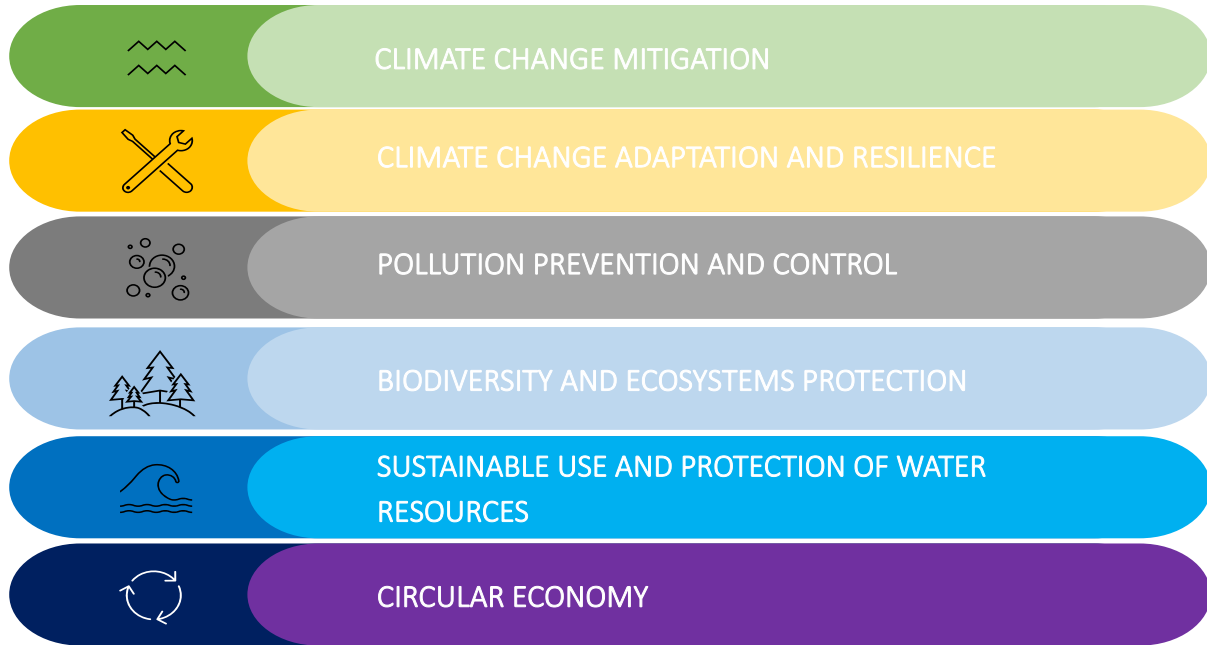 CLIMATE CHANGE MITIGATION
CLIMATE CHANGE ADAPTATION AND RESILIENCE
POLLUTION PREVENTION AND CONTROL
BIODIVERSITY AND ECOSYSTEMS PROTECTION
SUSTAINABLE USE AND PROTECTION OF WATER
RESOURCES
CIRCULAR ECONOMY